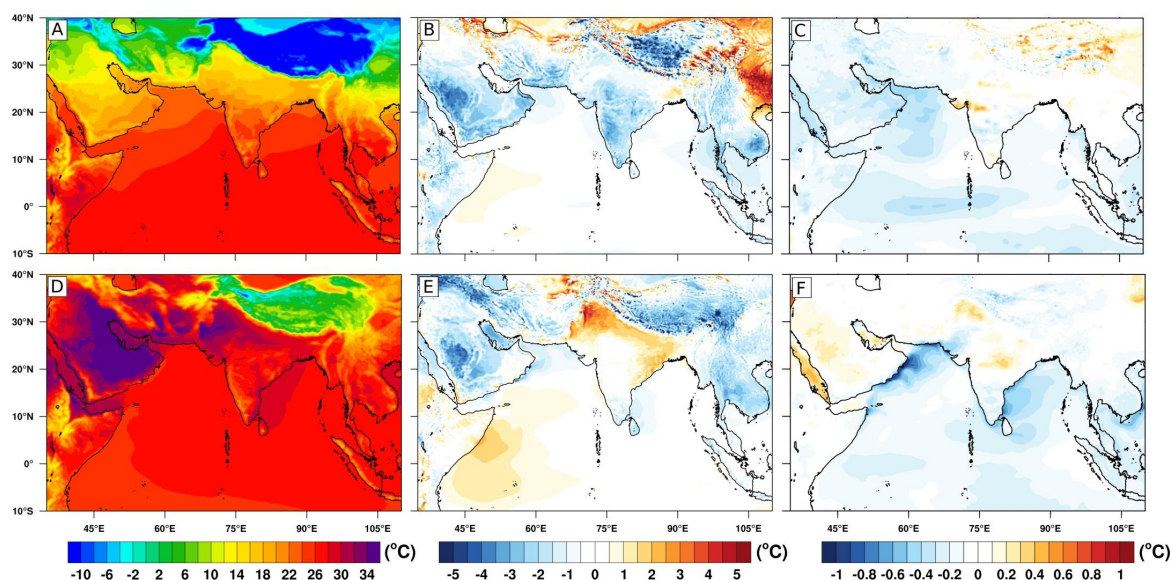 A
B
C
40°N
30°N
20°N
10°N
0°
10°S
D
E
F
40°N
30°N
20°N
10°N
0°
10°S
45°E 60°E 75°E 90°E 105°E
45°E 60°E 75°E 90°E 105°E
45°E 60°E 75°E 90°E 105°E
(°C)
-10 -6 -2 2 6 10 14 18 22 26 30 34
(°C)
-5 -4 -3 -2 -1 0 1 2 3 4 5
(°C)
-1 -0.8 -0.6 -0.4 -0.2 0 0.2 0.4 0.6 0.8 1